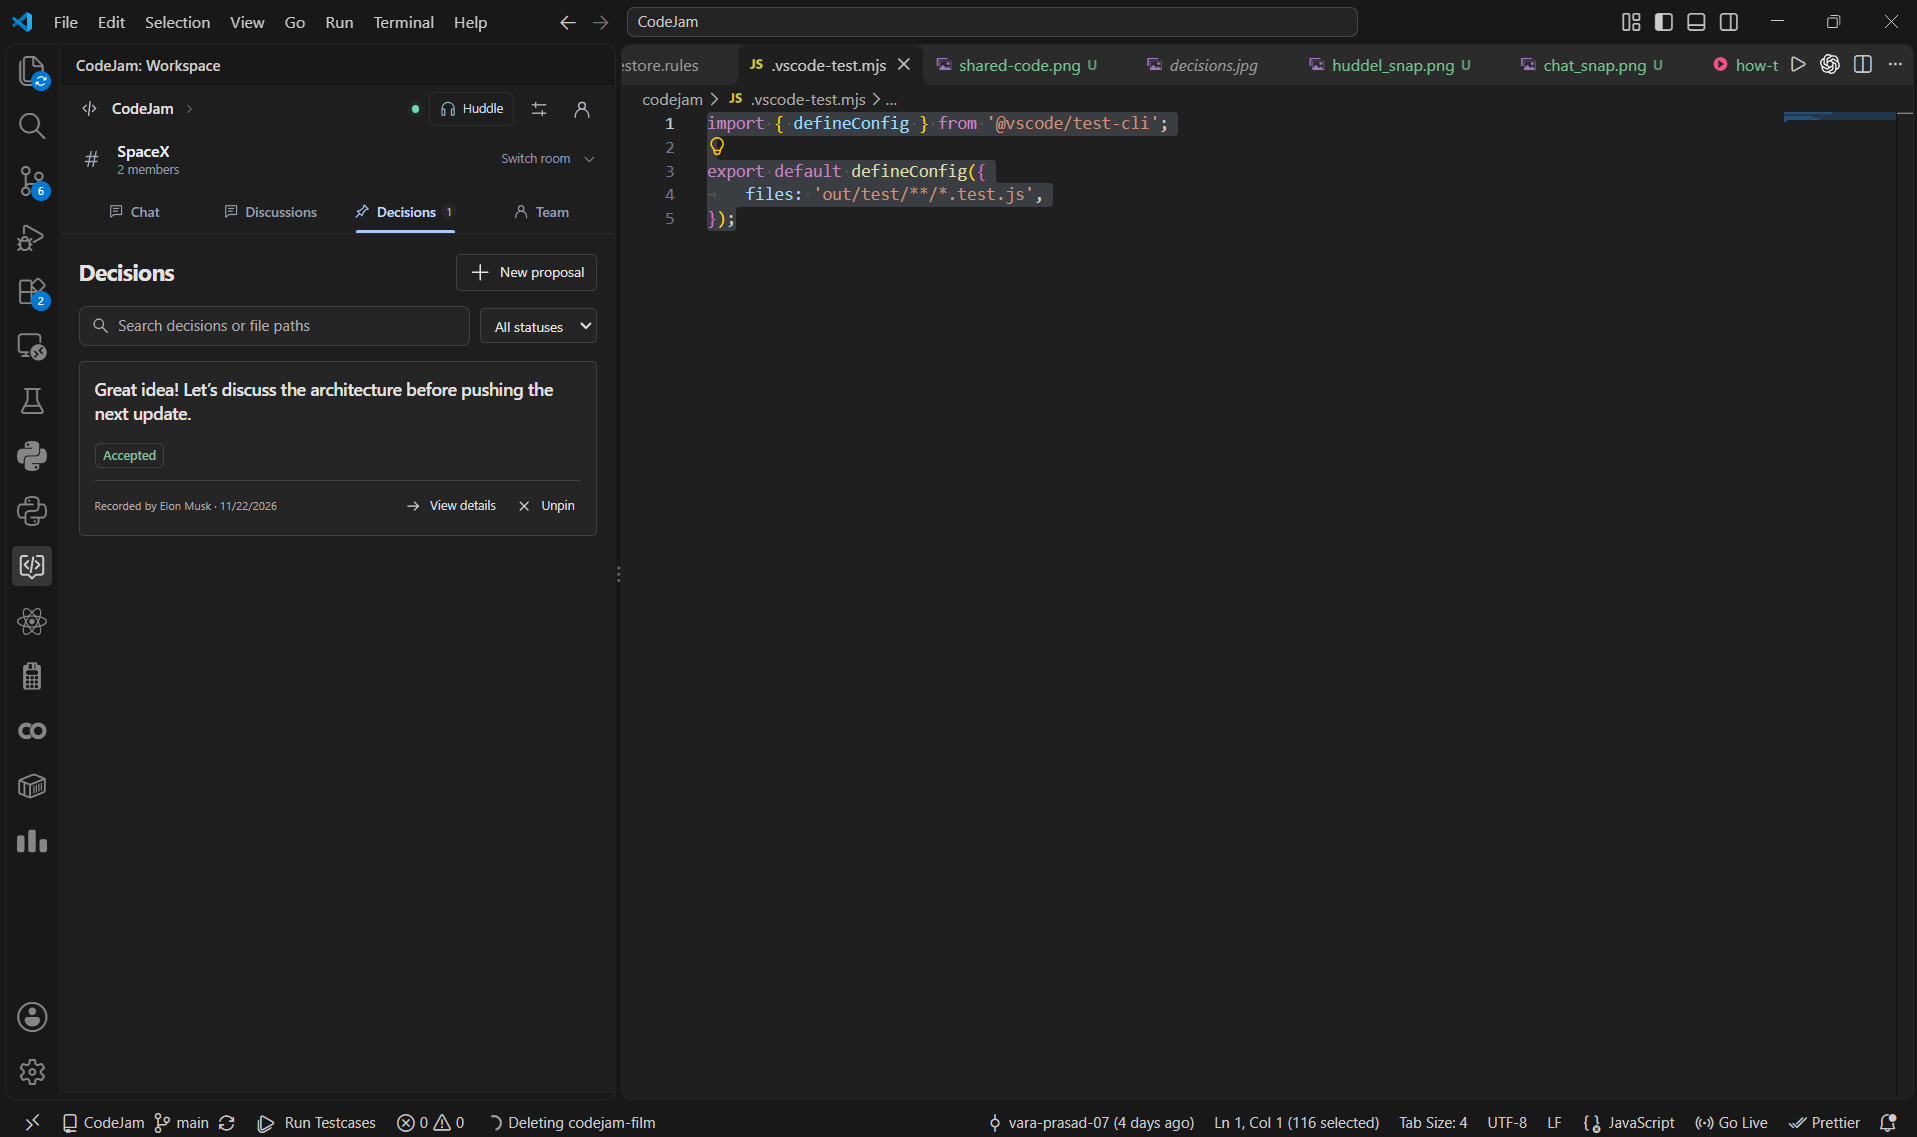 File Edit Selection View Go Run Terminal Help
CodeJam
CodeJam: Workspace
CodeJam
Huddle
SpaceX
2 members
Switch room
Chat Discussions Decisions 1 Team
Decisions
New proposal
Search decisions or file paths
All statuses
Great idea! Let's discuss the architecture before pushing the
next update.
Accepted
Recorded by Elon Musk · 11/22/2026
View details
Unpin
6
2
estore.rules JS .vscode-test.mjs shared-code.png U decisions.jpg huddel_snap.png U chat_snap.png U how-t
codejam > JS .vscode-test.mjs > ...
1 import { defineConfig } from '@vscode/test-cli';
2
3 export default defineConfig({
4 files: 'out/test/**/*.test.js',
5 });
CodeJam main Run Testcases 0 0 Deleting codejam-film
vara-prasad-07 (4 days ago) Ln 1, Col 1 (116 selected) Tab Size: 4 UTF-8 LF JavaScript Go Live Prettier